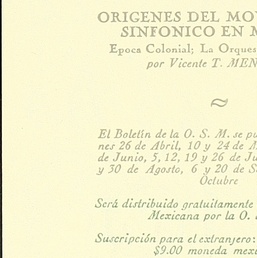 ORIGENES DEL MO
SINFONICO EN M
Epoca Colonial; La Orques
por Vicente T. MEN
El Boletín de la O. S. M. se pu
nes 26 de Abril, 10 y 24 de M
de Junio, 5, 12, 19 y 26 de Ju
y 30 de Agosto, 6 y 20 de S
Octubre
Será distribuido gratuitamente
Mexicana por la O.
Suscripción para el extranjero:
$9.00 moneda mexi